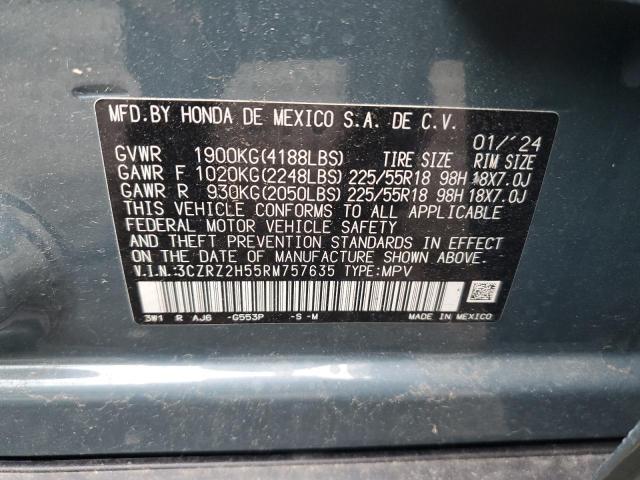 MFD.BY HONDA DE MEXICO S.A. DE C.V.
01/'24
GVWR 1900KG(4188LBS) TIRE SIZE RIM SIZE
GAWR F 1020KG(2248LBS) 225/55R18 98H 18X7.0J
GAWR R 930KG(2050LBS) 225/55R18 98H 18X7.0J
THIS VEHICLE CONFORMS TO ALL APPLICABLE
FEDERAL MOTOR VEHICLE SAFETY
AND THEFT PREVENTION STANDARDS IN EFFECT
ON THE DATE OF MANUFACTURE SHOWN ABOVE.
V.I.N.:3CZRZ2H55RM757635 TYPE:MPV
3W1 R AJ6 -G553P -S-M MADE IN MEXICO